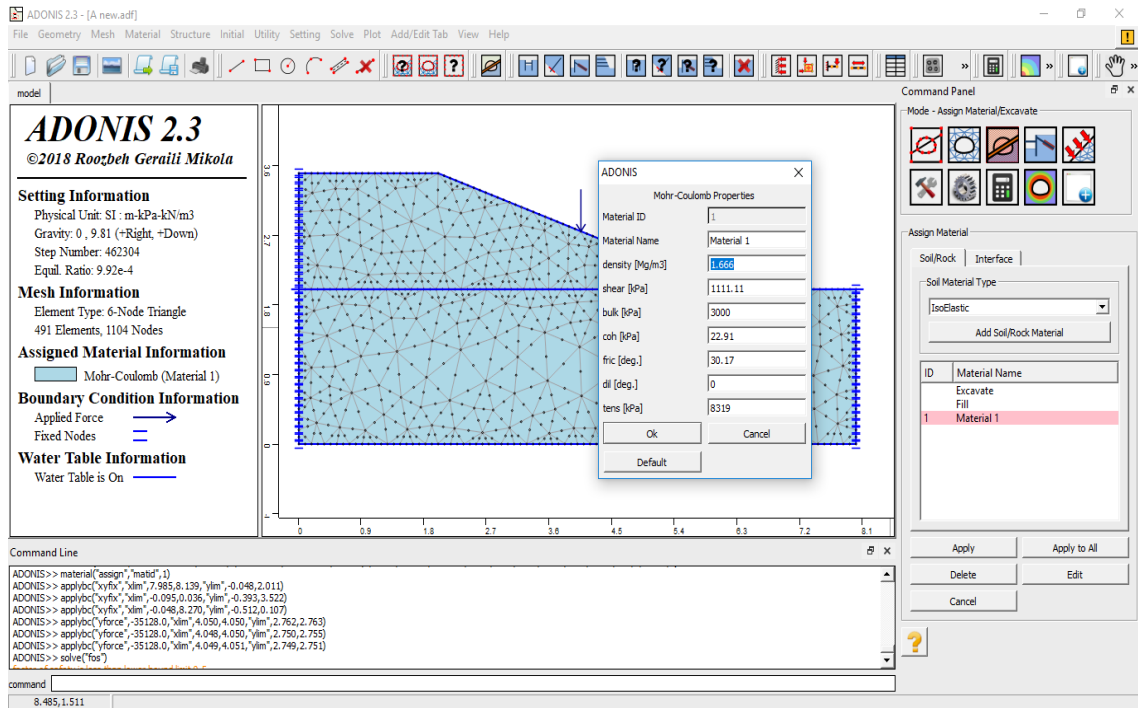 ADONIS 2.3 - [A new.adf]
File Geometry Mesh Material Structure Initial Utility Setting Solve Plot Add/Edit Tab View Help
model
ADONIS 2.3
©2018 Roozbeh Geraili Mikola
Setting Information
Physical Unit: SI : m-kPa-kN/m3
Gravity: 0 , 9.81 (+Right, +Down)
Step Number: 462304
Equil. Ratio: 9.92e-4
Mesh Information
Element Type: 6-Node Triangle
491 Elements, 1104 Nodes
Assigned Material Information
Mohr-Coulomb (Material 1)
Boundary Condition Information
Applied Force
Fixed Nodes
Water Table Information
Water Table is On
3.6
2.7
1.8
0.9
0
0 0.9 1.8 2.7 3.6 4.5 5.4 6.3 7.2 8.1
ADONIS
Mohr-Coulomb Properties
Material ID 1
Material Name Material 1
density [Mg/m3] 1.666
shear [kPa] 1111.11
bulk [kPa] 3000
coh [kPa] 22.91
fric [deg.] 30.17
dil [deg.] 0
tens [kPa] 8319
Ok Cancel
Default
Command Panel
Mode - Assign Material/Excavate
Assign Material
Soil/Rock Interface
Soil Material Type
IsoElastic
Add Soil/Rock Material
ID Material Name
Excavate
Fill
1 Material 1
Apply Apply to All
Delete Edit
Cancel
Command Line
ADONIS>> material("assign","matid",1)
ADONIS>> applybc("xyfix","xlim",7.985,8.139,"ylim",-0.048,2.011)
ADONIS>> applybc("xyfix","xlim",-0.095,0.036,"ylim",-0.393,3.522)
ADONIS>> applybc("xyfix","xlim",-0.048,8.270,"ylim",-0.512,0.107)
ADONIS>> applybc("yforce",-35128.0,"xlim",4.050,4.050,"ylim",2.762,2.763)
ADONIS>> applybc("yforce",-35128.0,"xlim",4.048,4.050,"ylim",2.750,2.755)
ADONIS>> applybc("yforce",-35128.0,"xlim",4.049,4.051,"ylim",2.749,2.751)
ADONIS>> solve("fos")
command
8.485,1.511